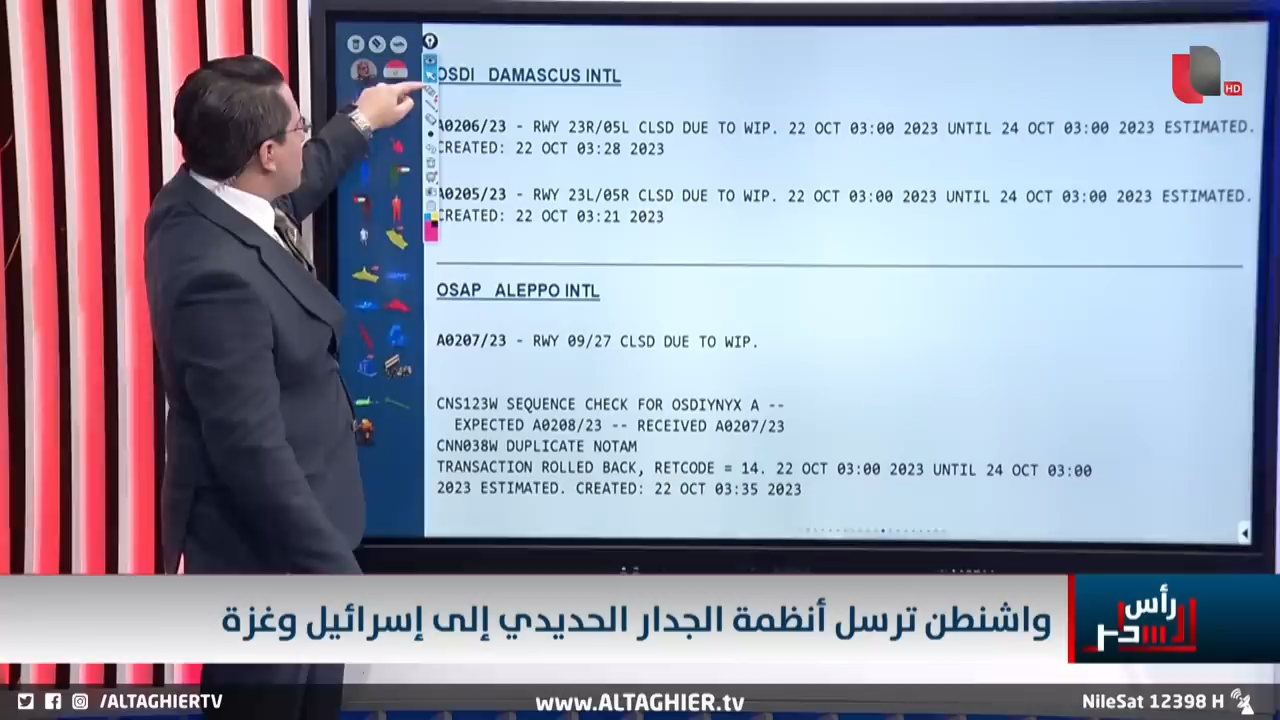 HD
OSDI DAMASCUS INTL
A0206/23 - RWY 23R/05L CLSD DUE TO WIP. 22 OCT 03:00 2023 UNTIL 24 OCT 03:00 2023 ESTIMATED.
CREATED: 22 OCT 03:28 2023
A0205/23 - RWY 23L/05R CLSD DUE TO WIP. 22 OCT 03:00 2023 UNTIL 24 OCT 03:00 2023 ESTIMATED.
CREATED: 22 OCT 03:21 2023
OSAP ALEPPO INTL
A0207/23 - RWY 09/27 CLSD DUE TO WIP.
CNS123W SEQUENCE CHECK FOR OSDIYNYX A --
EXPECTED A0208/23 -- RECEIVED A0207/23
CNN038W DUPLICATE NOTAM
TRANSACTION ROLLED BACK, RETCODE = 14. 22 OCT 03:00 2023 UNTIL 24 OCT 03:00
2023 ESTIMATED. CREATED: 22 OCT 03:35 2023
رأس
السطر
واشنطن ترسل أنظمة الجدار الحديدي إلى إسرائيل وغزة
/ALTAGHIERTV
www.ALTAGHIER.tv
NileSat 12398 H